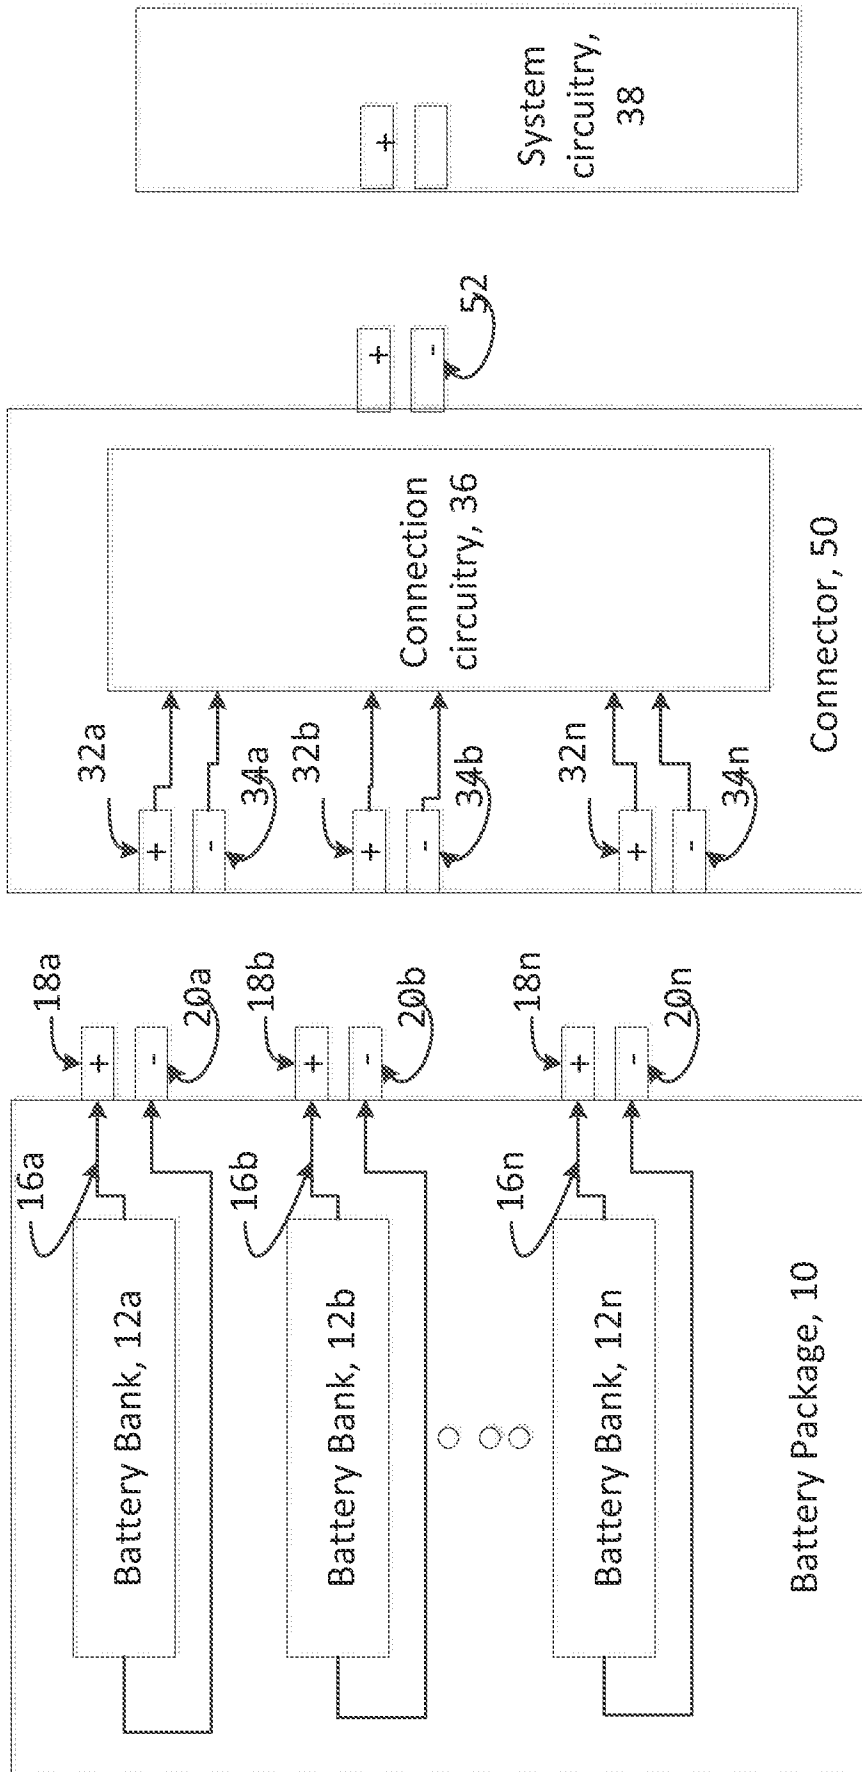 16a
18a
+
-
20a
Battery Bank, 12a
16b
18b
+
-
20b
Battery Bank, 12b
16n
18n
+
-
20n
Battery Bank, 12n
Battery Package, 10
32a
+
-
34a
32b
+
-
34b
32n
+
-
34n
Connection
circuitry, 36
+
-
52
Connector, 50
+
System
circuitry,
38